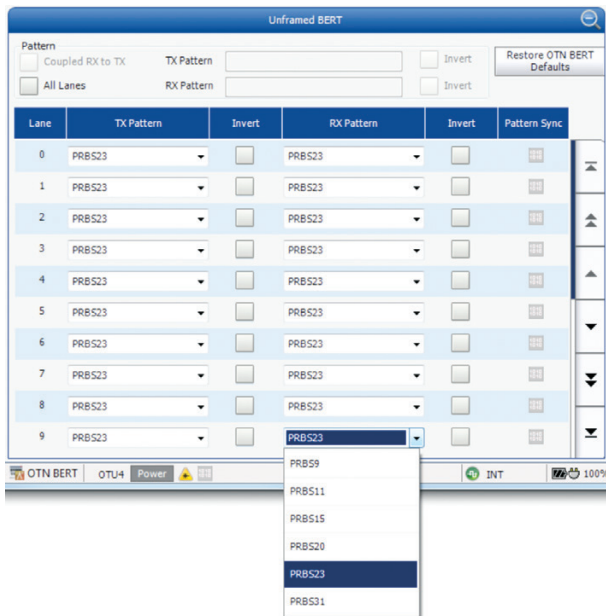 Unframed BERT
Pattern
Coupled RX to TX TX Pattern Invert Restore OTN BERT Defaults
All Lanes RX Pattern Invert
Lane TX Pattern Invert RX Pattern Invert Pattern Sync
0 PRBS23 PRBS23
1 PRBS23 PRBS23
2 PRBS23 PRBS23
3 PRBS23 PRBS23
4 PRBS23 PRBS23
5 PRBS23 PRBS23
6 PRBS23 PRBS23
7 PRBS23 PRBS23
8 PRBS23 PRBS23
9 PRBS23 PRBS23
OTN BERT OTU4 Power INT 100%
PRBS9
PRBS11
PRBS15
PRBS20
PRBS23
PRBS31